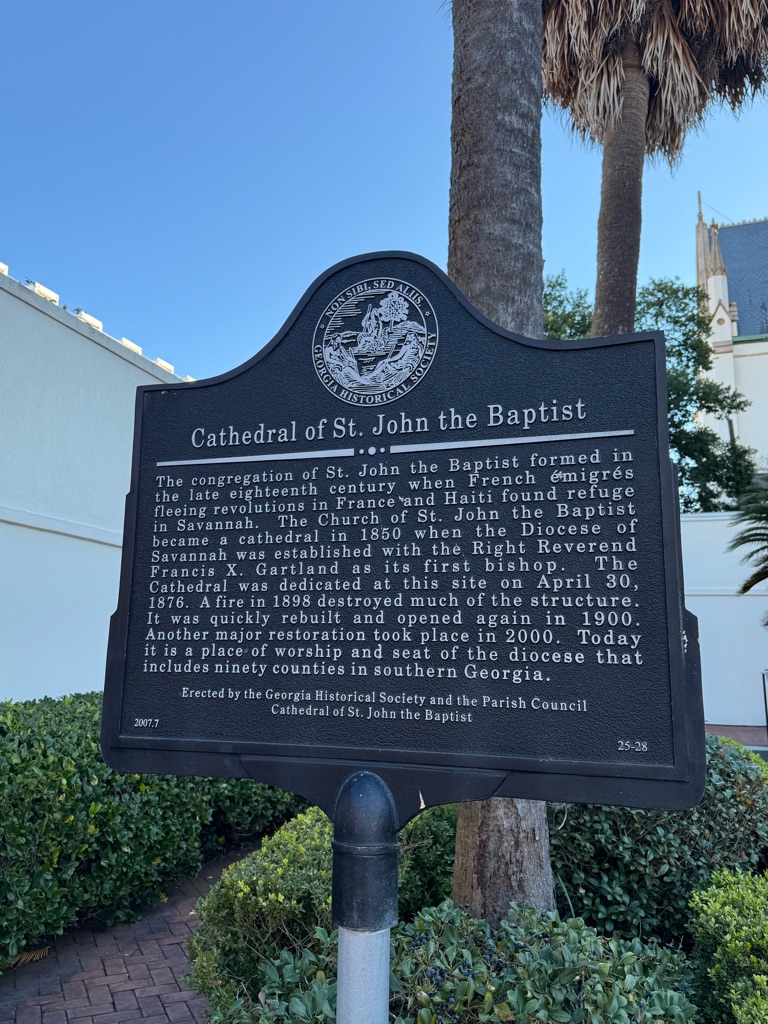 NON SIBI, SED ALIIS
GEORGIA HISTORICAL SOCIETY
Cathedral of St. John the Baptist
The congregation of St. John the Baptist formed in
the late eighteenth century when French émigrés
fleeing revolutions in France and Haiti found refuge
in Savannah. The Church of St. John the Baptist
became a cathedral in 1850 when the Diocese of
Savannah was established with the Right Reverend
Francis X. Gartland as its first bishop. The
Cathedral was dedicated at this site on April 30,
1876. A fire in 1898 destroyed much of the structure.
It was quickly rebuilt and opened again in 1900.
Another major restoration took place in 2000. Today
it is a place of worship and seat of the diocese that
includes ninety counties in southern Georgia.
Erected by the Georgia Historical Society and the Parish Council
Cathedral of St. John the Baptist
2007.7
25-28